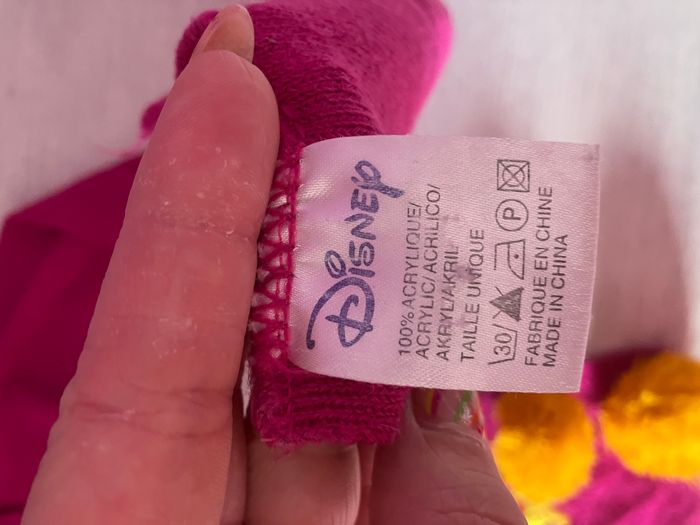 Disney
100% ACRYLIQUE/
ACRYLIC/ACRILICO/
AKRYL/AKRIL
TAILLE UNIQUE
30 P
FABRIQUE EN CHINE
MADE IN CHINA